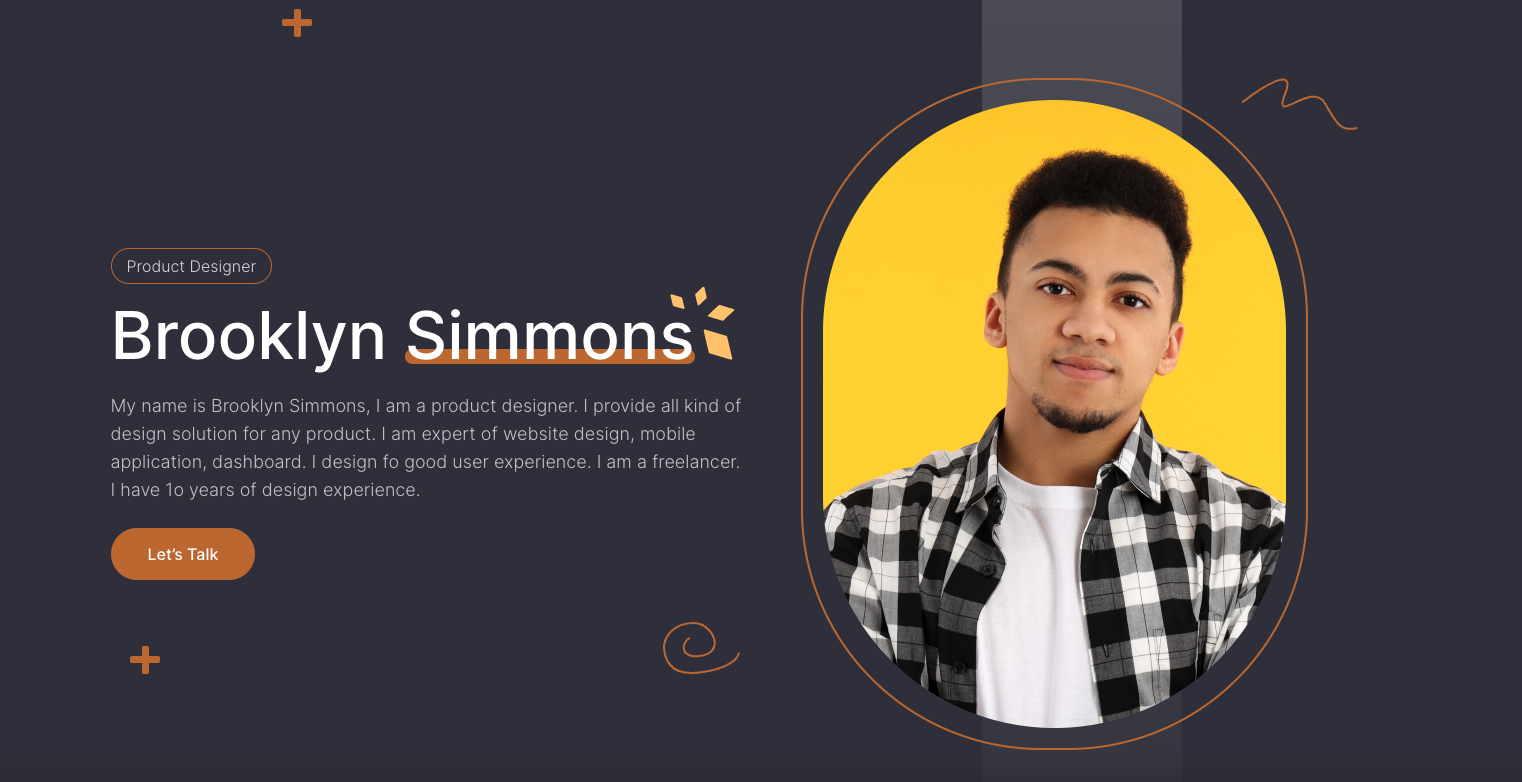 Product Designer
Brooklyn Simmons
My name is Brooklyn Simmons, I am a product designer. I provide all kind of
design solution for any product. I am expert of website design, mobile
application, dashboard. I design fo good user experience. I am a freelancer.
I have 1o years of design experience.
Let’s Talk